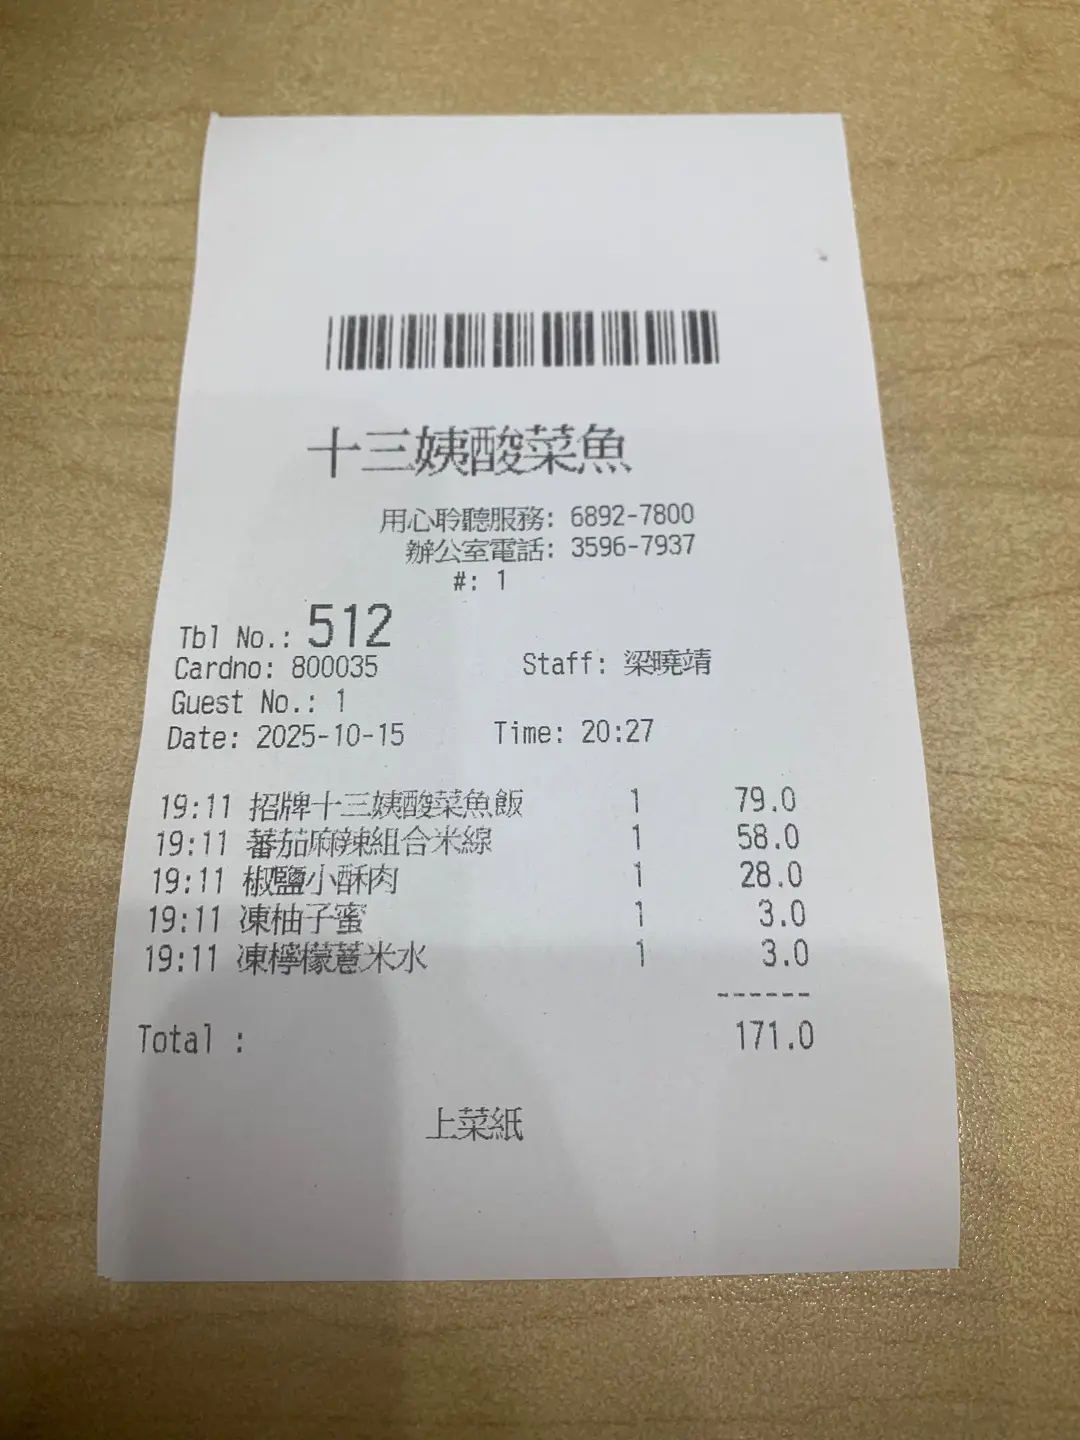 十三姨酸菜魚
用心聆聽服務: 6892-7800
辦公室電話: 3596-7937
#: 1
Tbl No.: 512
Cardno: 800035 Staff: 梁曉靖
Guest No.: 1
Date: 2025-10-15 Time: 20:27
19:11 招牌十三姨酸菜魚飯 1 79.0
19:11 蕃茄麻辣組合米線 1 58.0
19:11 椒鹽小酥肉 1 28.0
19:11 凍柚子蜜 1 3.0
19:11 凍檸檬薏米水 1 3.0
------
Total : 171.0
上菜紙